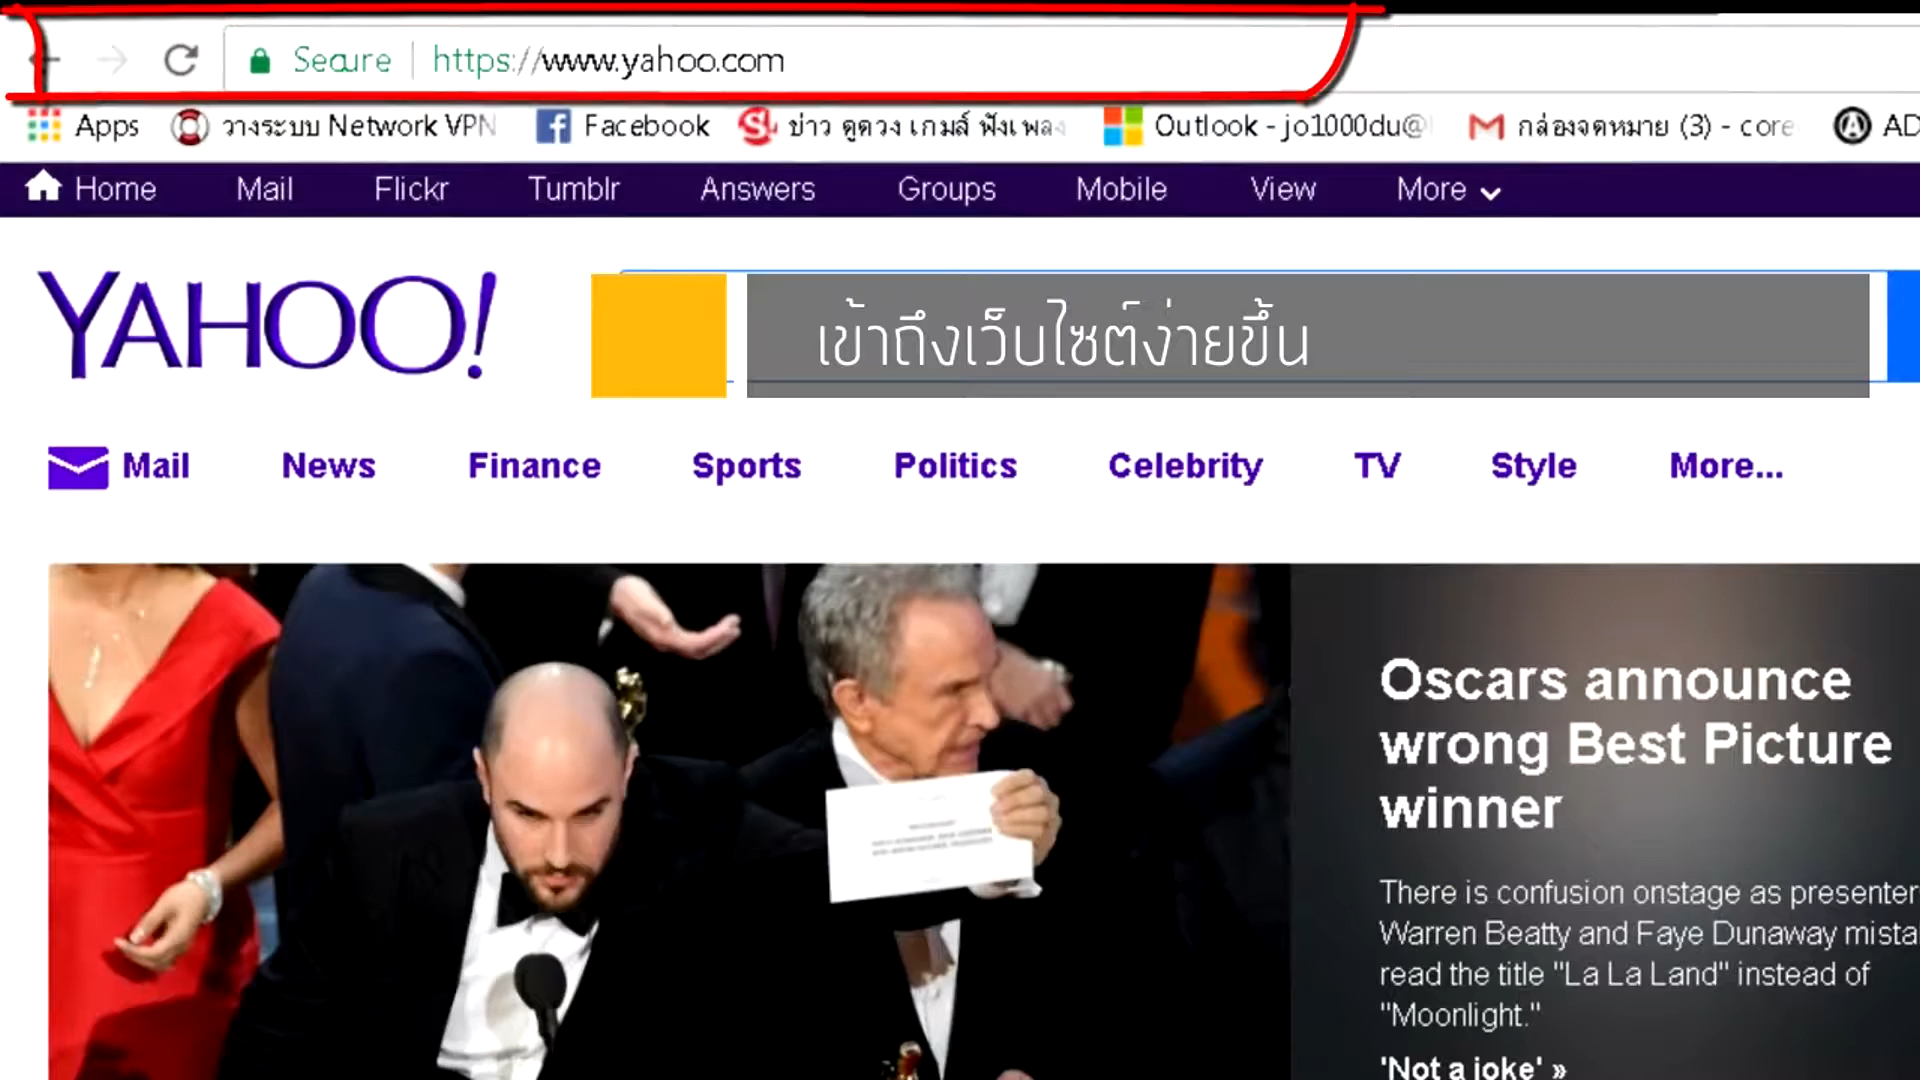 Secure https://www.yahoo.com
Apps วางระบบ Network VPN Facebook ข่าว ดูดวง เกมส์ ฟังเพลง Outlook - jo1000du@ กล่องจดหมาย (3) - core AD
Home Mail Flickr Tumblr Answers Groups Mobile View More
YAHOO!
เข้าถึงเว็บไซต์ง่ายขึ้น
Mail News Finance Sports Politics Celebrity TV Style More...
Oscars announce
wrong Best Picture
winner
There is confusion onstage as presenter
Warren Beatty and Faye Dunaway mista
read the title "La La Land" instead of
"Moonlight."
'Not a joke' »